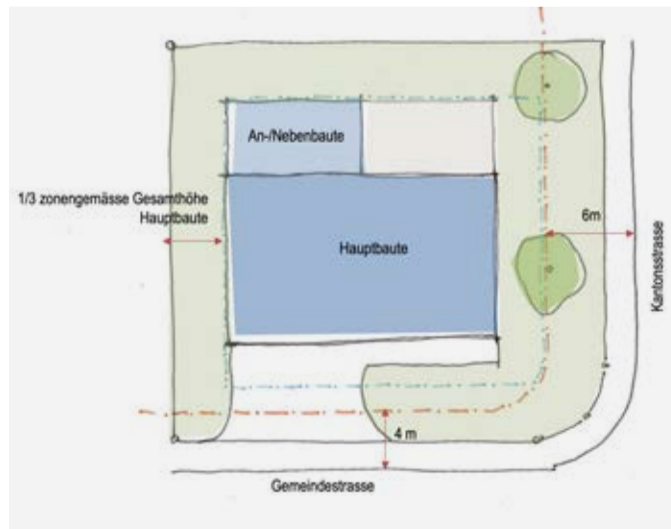 An-/Nebenbaute
1/3 zonengemässe Gesamthöhe
Hauptbaute
Hauptbaute
6m
Kantonsstrasse
4 m
Gemeindestrasse